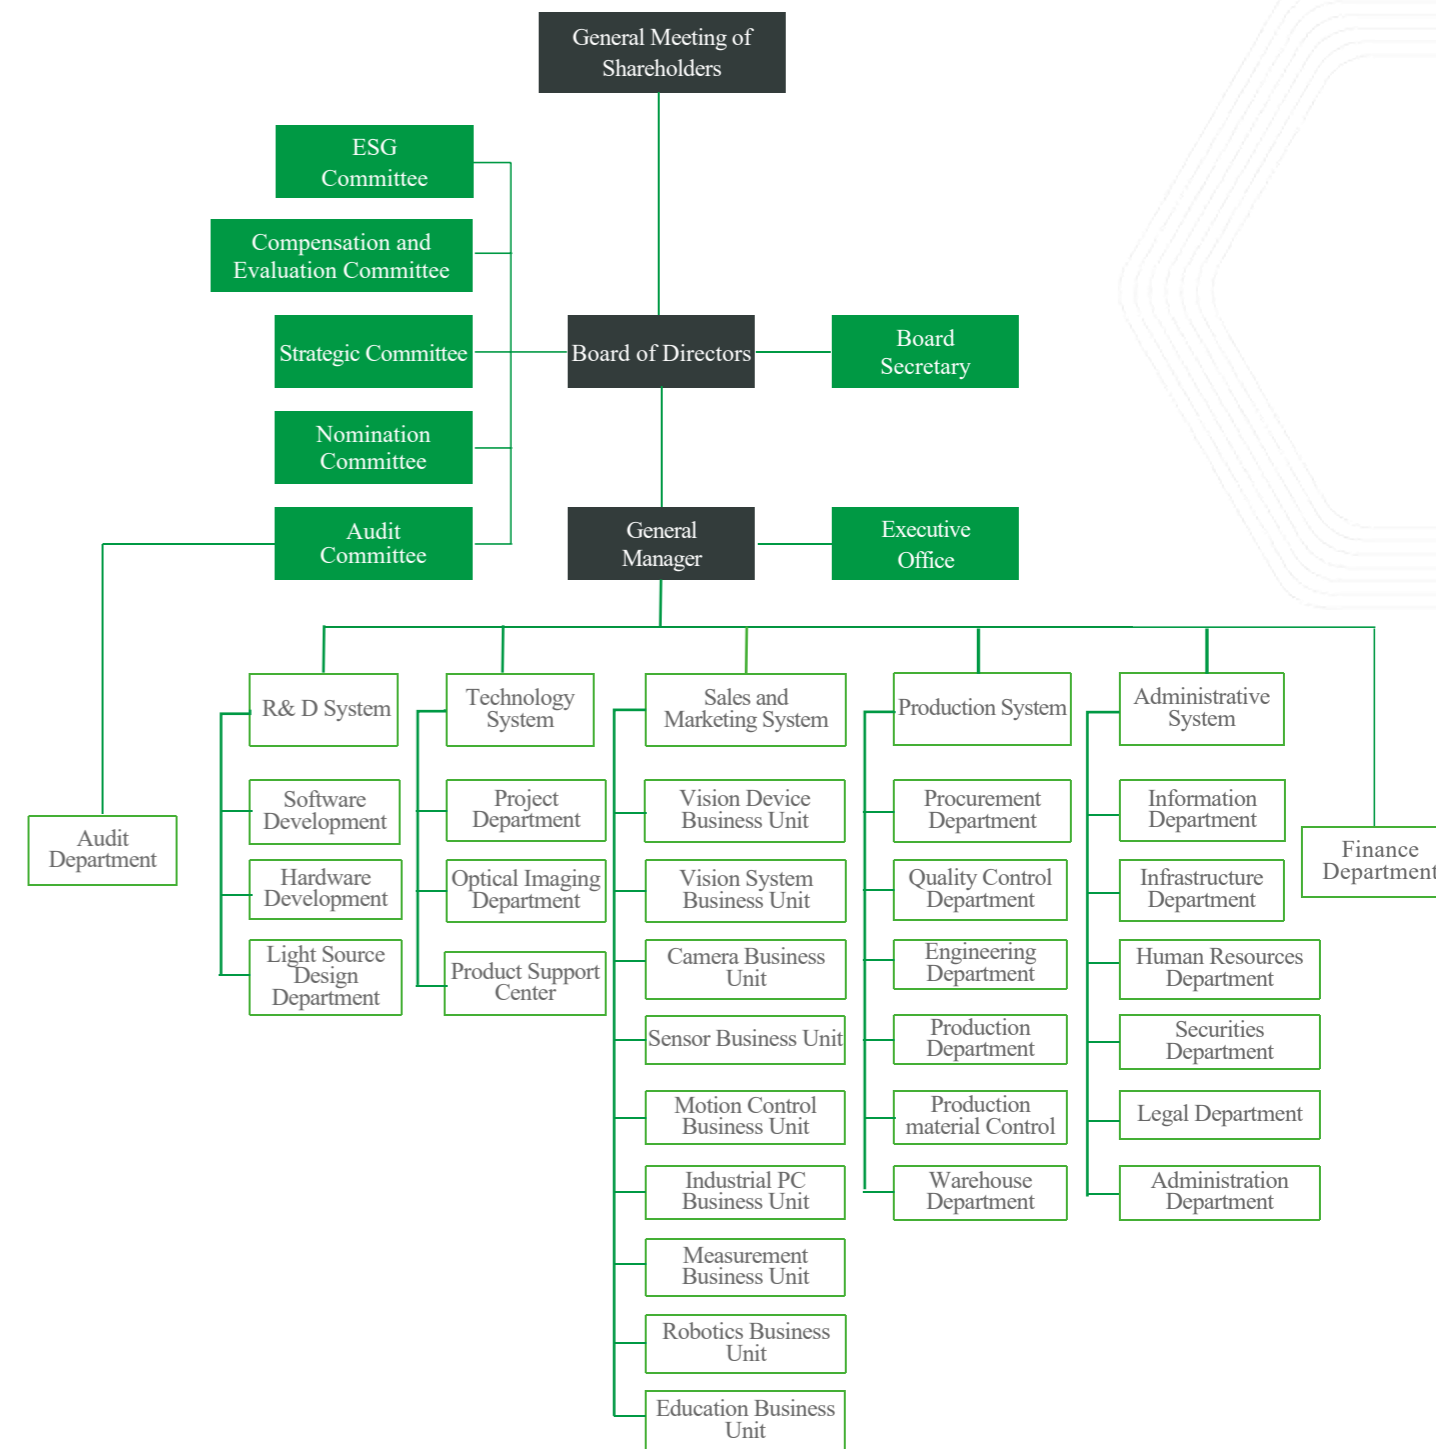 General Meeting of
Shareholders
ESG
Committee
Compensation and
Evaluation Committee
Strategic Committee
Board of Directors
Board
Secretary
Nomination
Committee
Audit
Committee
General
Manager
Executive
Office
R& D System
Technology
System
Sales and
Marketing System
Production System
Administrative
System
Audit
Department
Software
Development
Hardware
Development
Light Source
Design
Department
Project
Department
Optical Imaging
Department
Product Support
Center
Vision Device
Business Unit
Vision System
Business Unit
Camera Business
Unit
Sensor Business Unit
Motion Control
Business Unit
Industrial PC
Business Unit
Measurement
Business Unit
Robotics Business
Unit
Education Business
Unit
Procurement
Department
Quality Control
Department
Engineering
Department
Production
Department
Production
material Control
Warehouse
Department
Information
Department
Infrastructure
Department
Human Resources
Department
Securities
Department
Legal Department
Administration
Department
Finance
Department